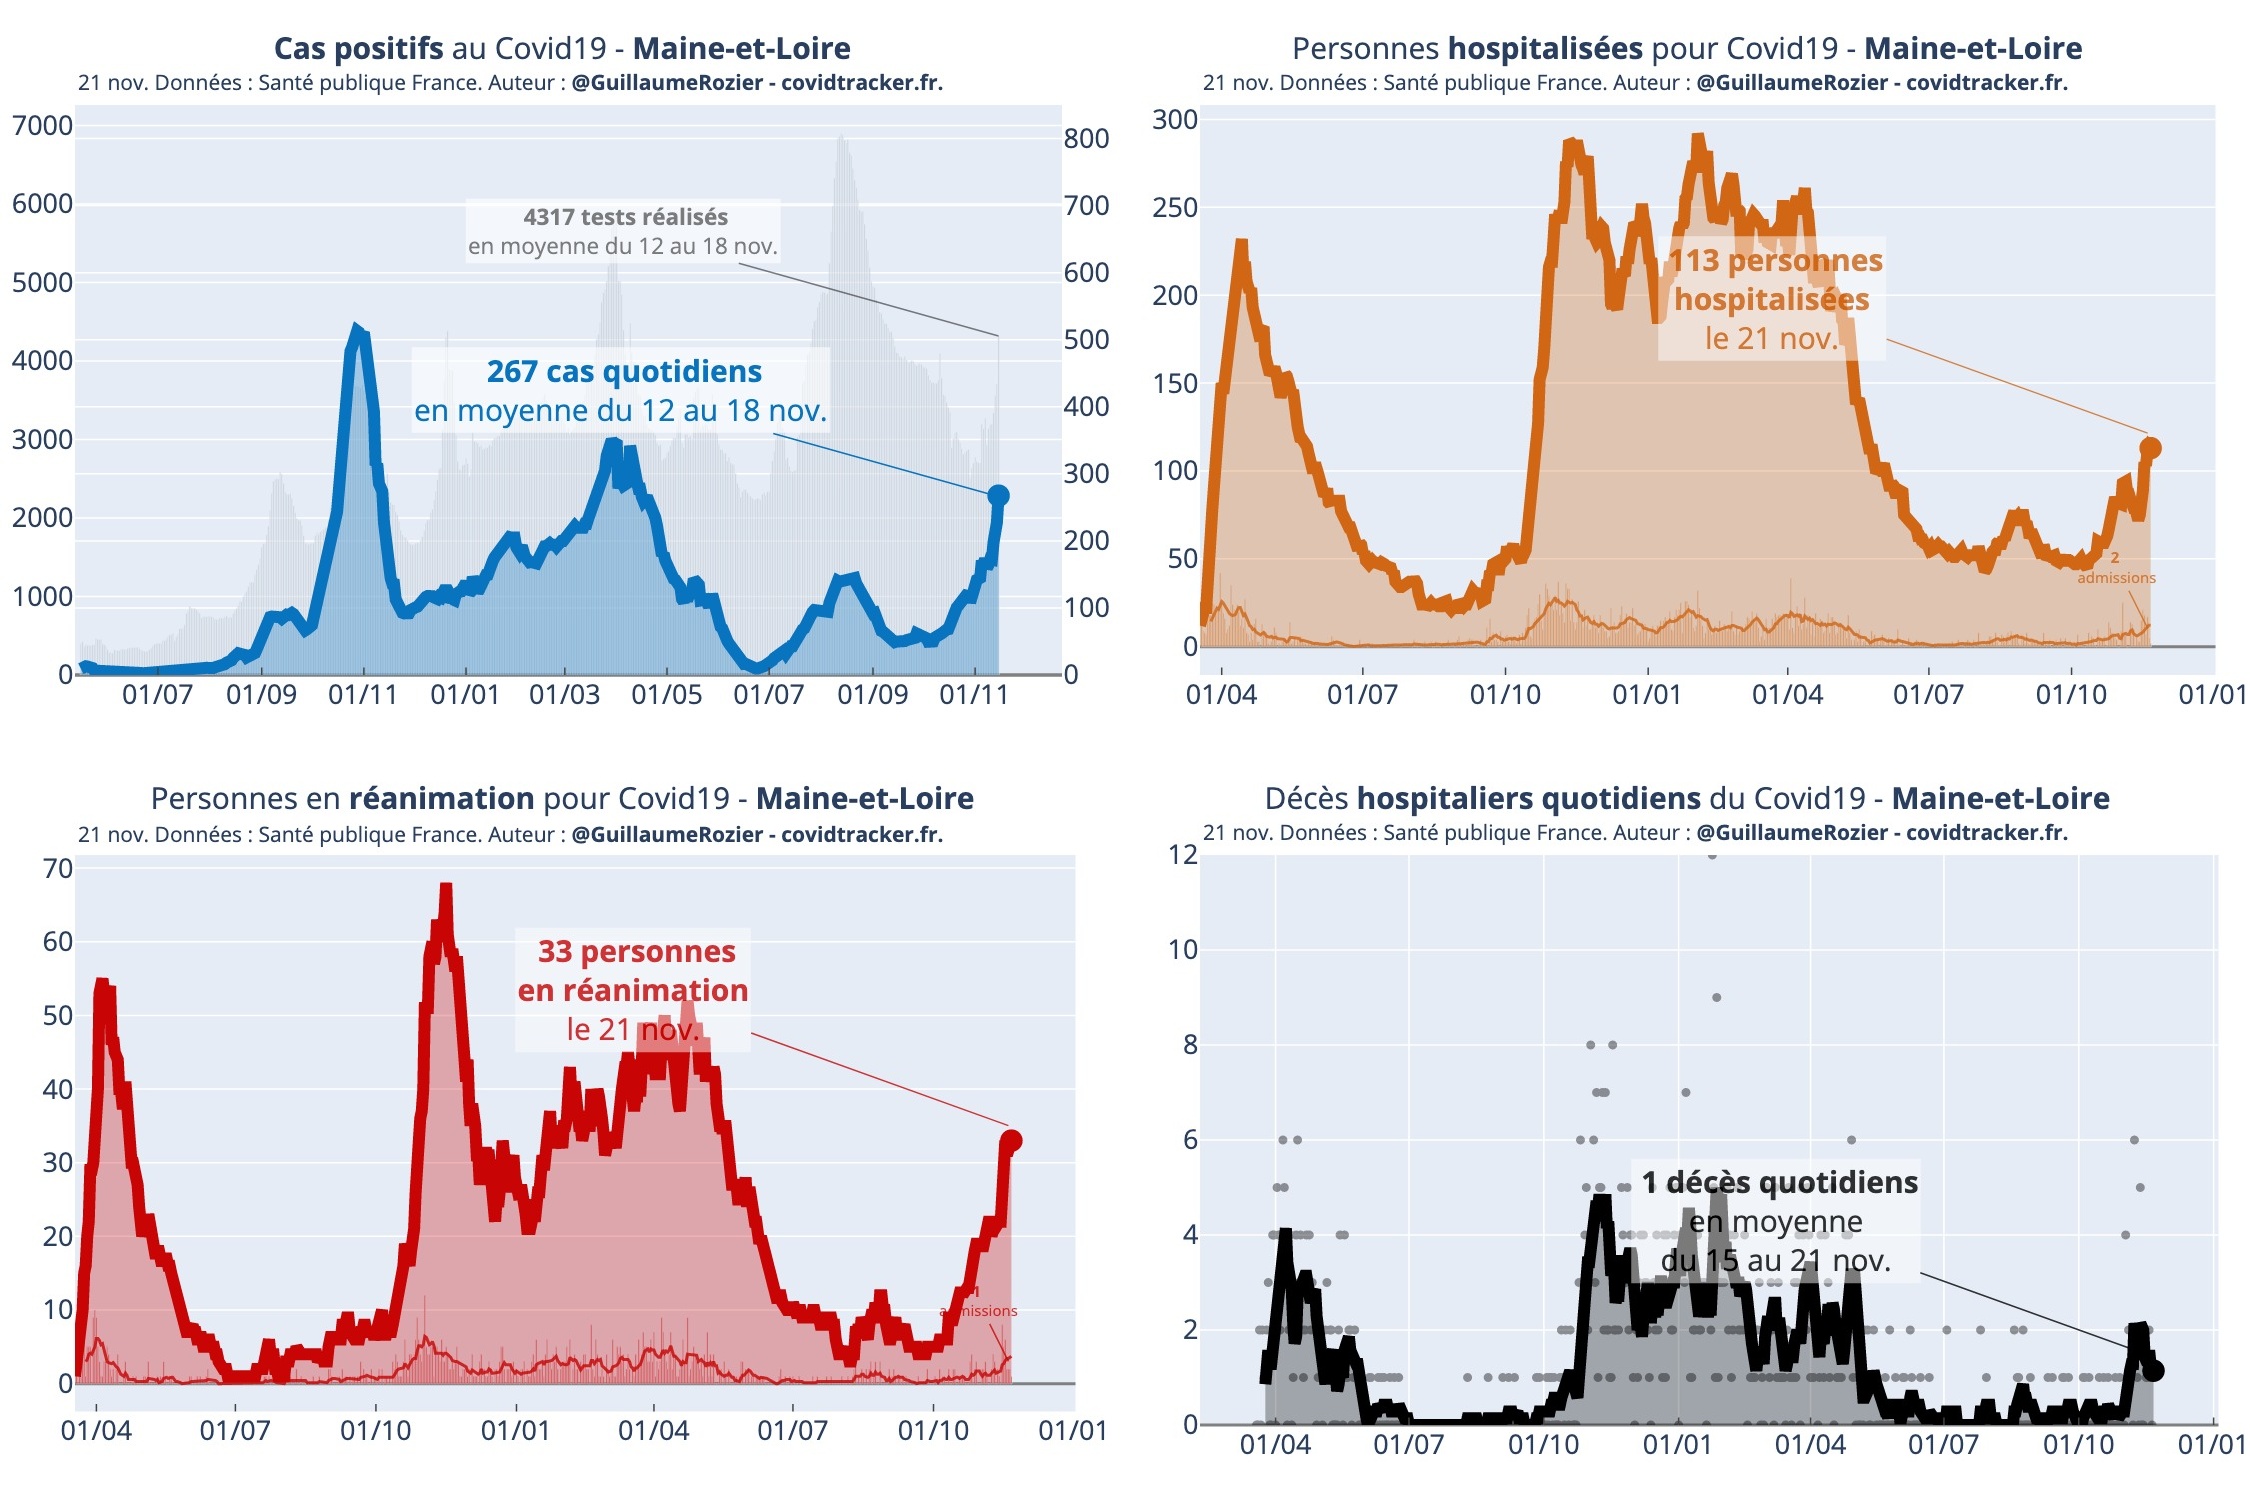 Cas positifs au Covid19 - Maine-et-Loire
21 nov. Données : Santé publique France. Auteur : @GuillaumeRozier - covidtracker.fr.
7000
6000
5000
4000
3000
2000
1000
0
800
700
600
500
400
300
200
100
0
4317 tests réalisés
en moyenne du 12 au 18 nov.
267 cas quotidiens
en moyenne du 12 au 18 nov.
01/07 01/09 01/11 01/01 01/03 01/05 01/07 01/09 01/11
Personnes hospitalisées pour Covid19 - Maine-et-Loire
21 nov. Données : Santé publique France. Auteur : @GuillaumeRozier - covidtracker.fr.
300
250
200
150
100
50
0
113 personnes
hospitalisées
le 21 nov.
2
admissions
01/04 01/07 01/10 01/01 01/04 01/07 01/10 01/01
Personnes en réanimation pour Covid19 - Maine-et-Loire
21 nov. Données : Santé publique France. Auteur : @GuillaumeRozier - covidtracker.fr.
70
60
50
40
30
20
10
0
33 personnes
en réanimation
le 21 nov.
1
admissions
01/04 01/07 01/10 01/01 01/04 01/07 01/10 01/01
Décès hospitaliers quotidiens du Covid19 - Maine-et-Loire
21 nov. Données : Santé publique France. Auteur : @GuillaumeRozier - covidtracker.fr.
12
10
8
6
4
2
0
1 décès quotidiens
en moyenne
du 15 au 21 nov.
01/04 01/07 01/10 01/01 01/04 01/07 01/10 01/01